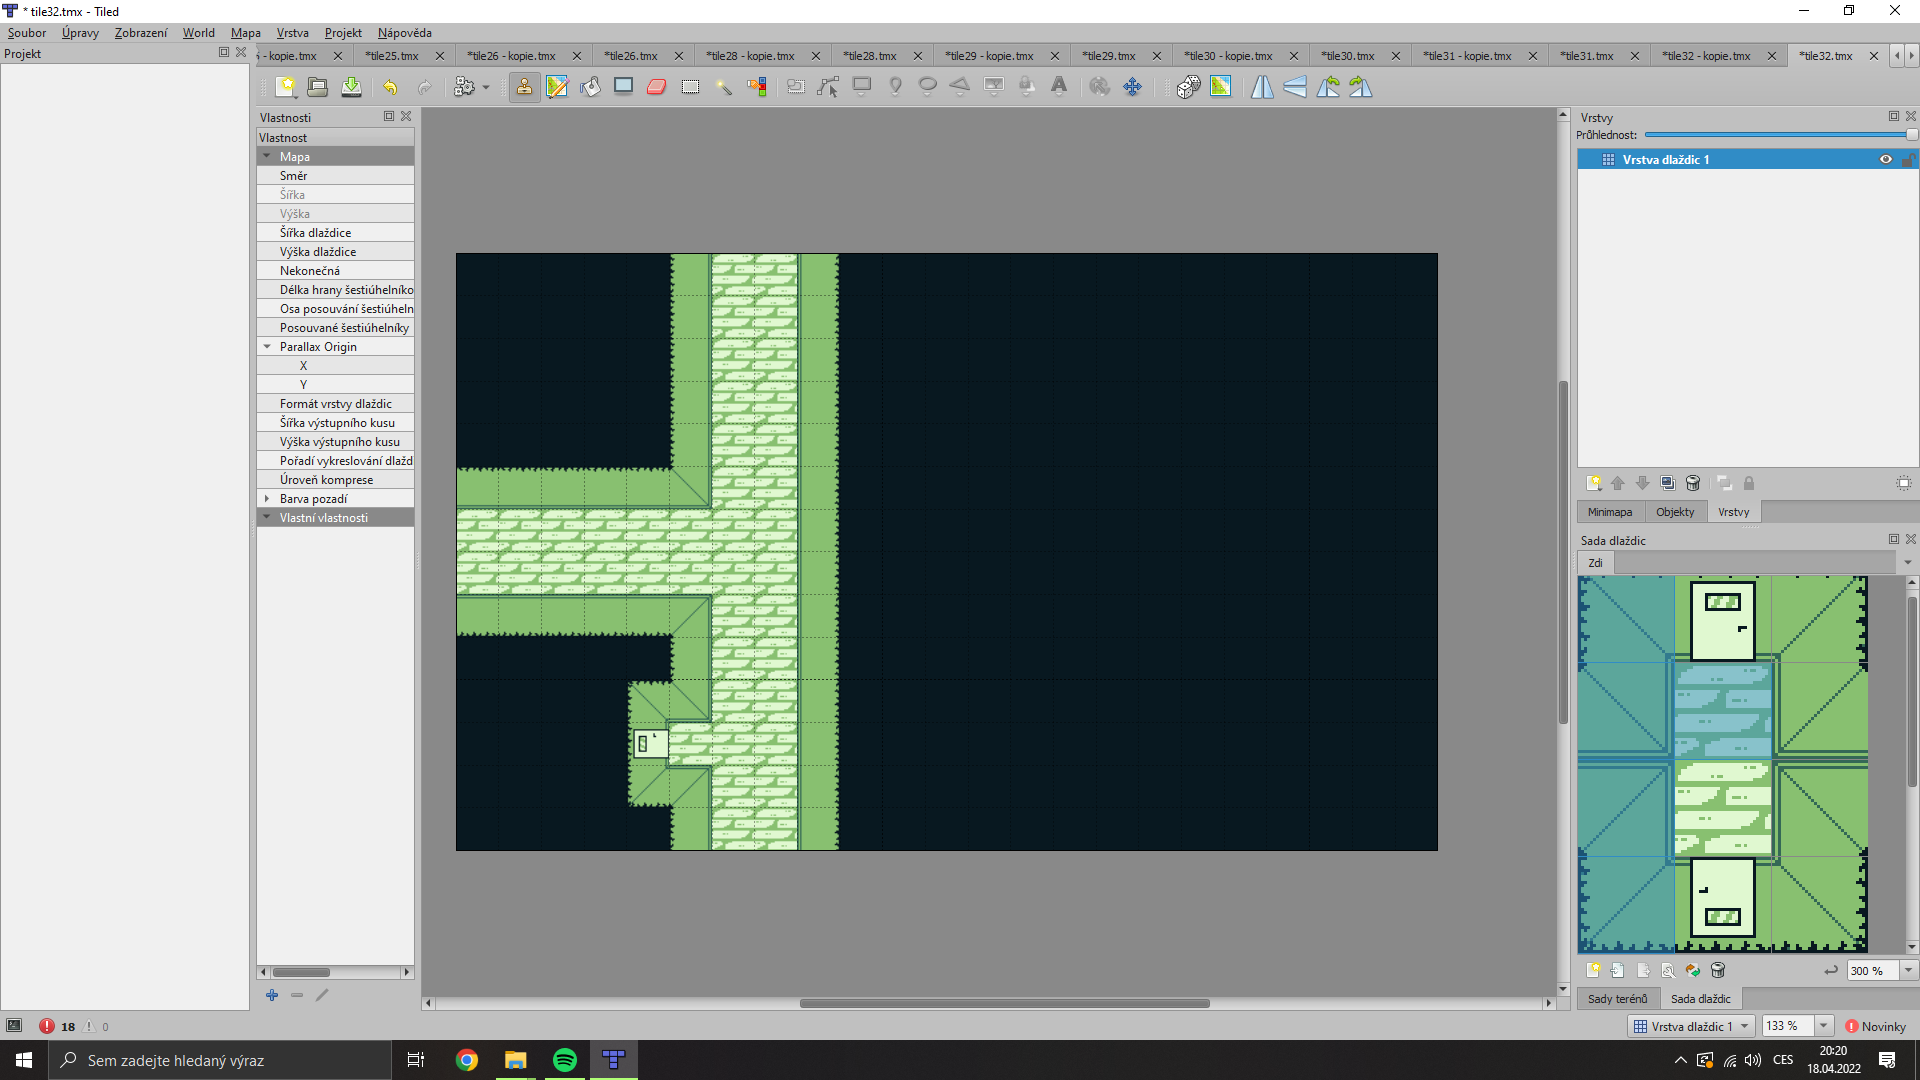 * tile32.tmx - Tiled
Soubor Úpravy Zobrazení World Mapa Vrstva Projekt Nápověda
Projekt
- kopie.tmx *tile25.tmx *tile26 - kopie.tmx *tile26.tmx *tile28 - kopie.tmx *tile28.tmx *tile29 - kopie.tmx *tile29.tmx *tile30 - kopie.tmx *tile30.tmx *tile31 - kopie.tmx *tile31.tmx *tile32 - kopie.tmx *tile32.tmx
Vlastnosti
Vlastnost
Mapa
Směr
Šířka
Výška
Šířka dlaždice
Výška dlaždice
Nekonečná
Délka hrany šestiúhelníko
Osa posouvání šestiúheln
Posouvané šestiúhelníky
Parallax Origin
X
Y
Formát vrstvy dlaždic
Šířka výstupního kusu
Výška výstupního kusu
Pořadí vykreslování dlažd
Úroveň komprese
Barva pozadí
Vlastní vlastnosti
Vrstvy
Průhlednost:
Vrstva dlaždic 1
Minimapa Objekty Vrstvy
Sada dlaždic
Zdi
300 %
Sady terénů Sada dlaždic
18 0
Vrstva dlaždic 1 133 % Novinky
Sem zadejte hledaný výraz
CES
20:20
18.04.2022